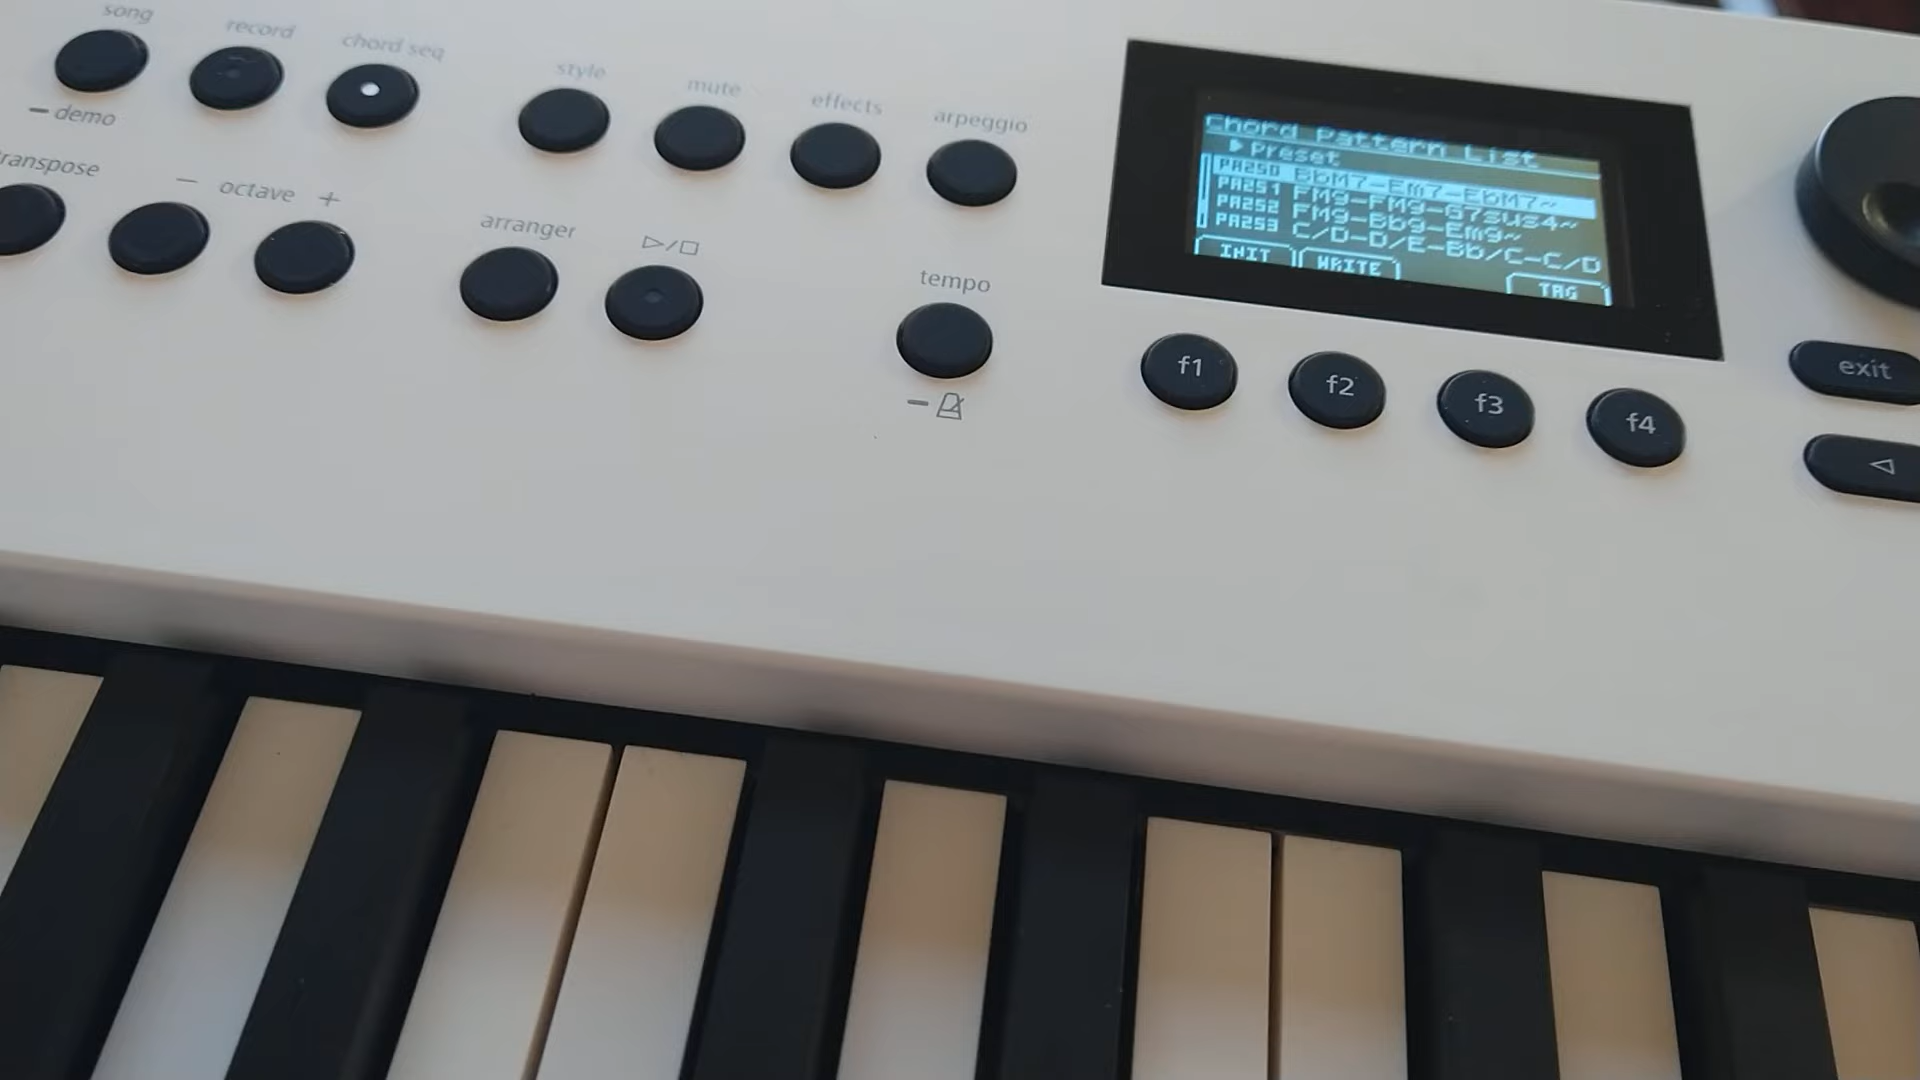 song
record
chord seq
style
mute
effects
arpeggio
demo
transpose
− octave +
arranger
tempo
Chord Pattern List
Preset
PA250 BbM7-Em7-EbM7~
PA251 FM9-FM9-G7sus4~
PA252 FM9-Bb9-Em9~
PA253 C/D-D/E-Bb/C-C/D
INIT WRITE TAG
f1
f2
f3
f4
exit